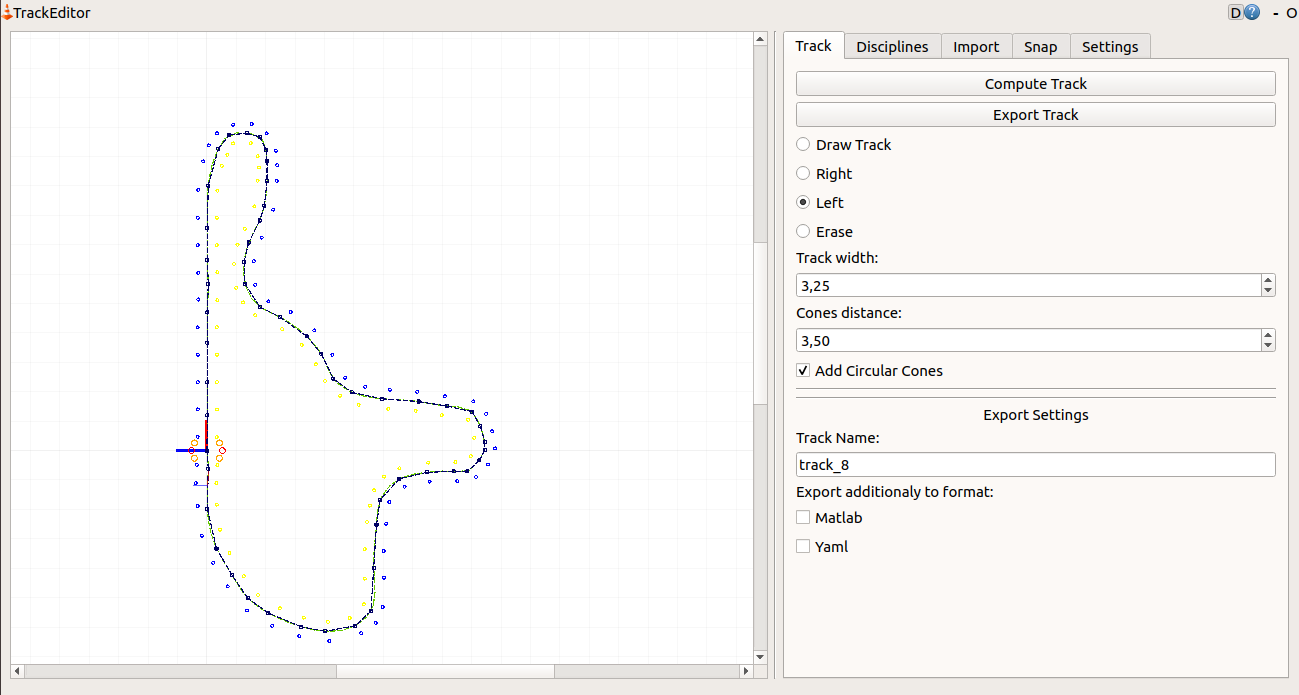 TrackEditor
D ? - O
Track Disciplines Import Snap Settings
Compute Track
Export Track
Draw Track
Right
Left
Erase
Track width:
3,25
Cones distance:
3,50
Add Circular Cones
Export Settings
Track Name:
track_8
Export additionaly to format:
Matlab
Yaml